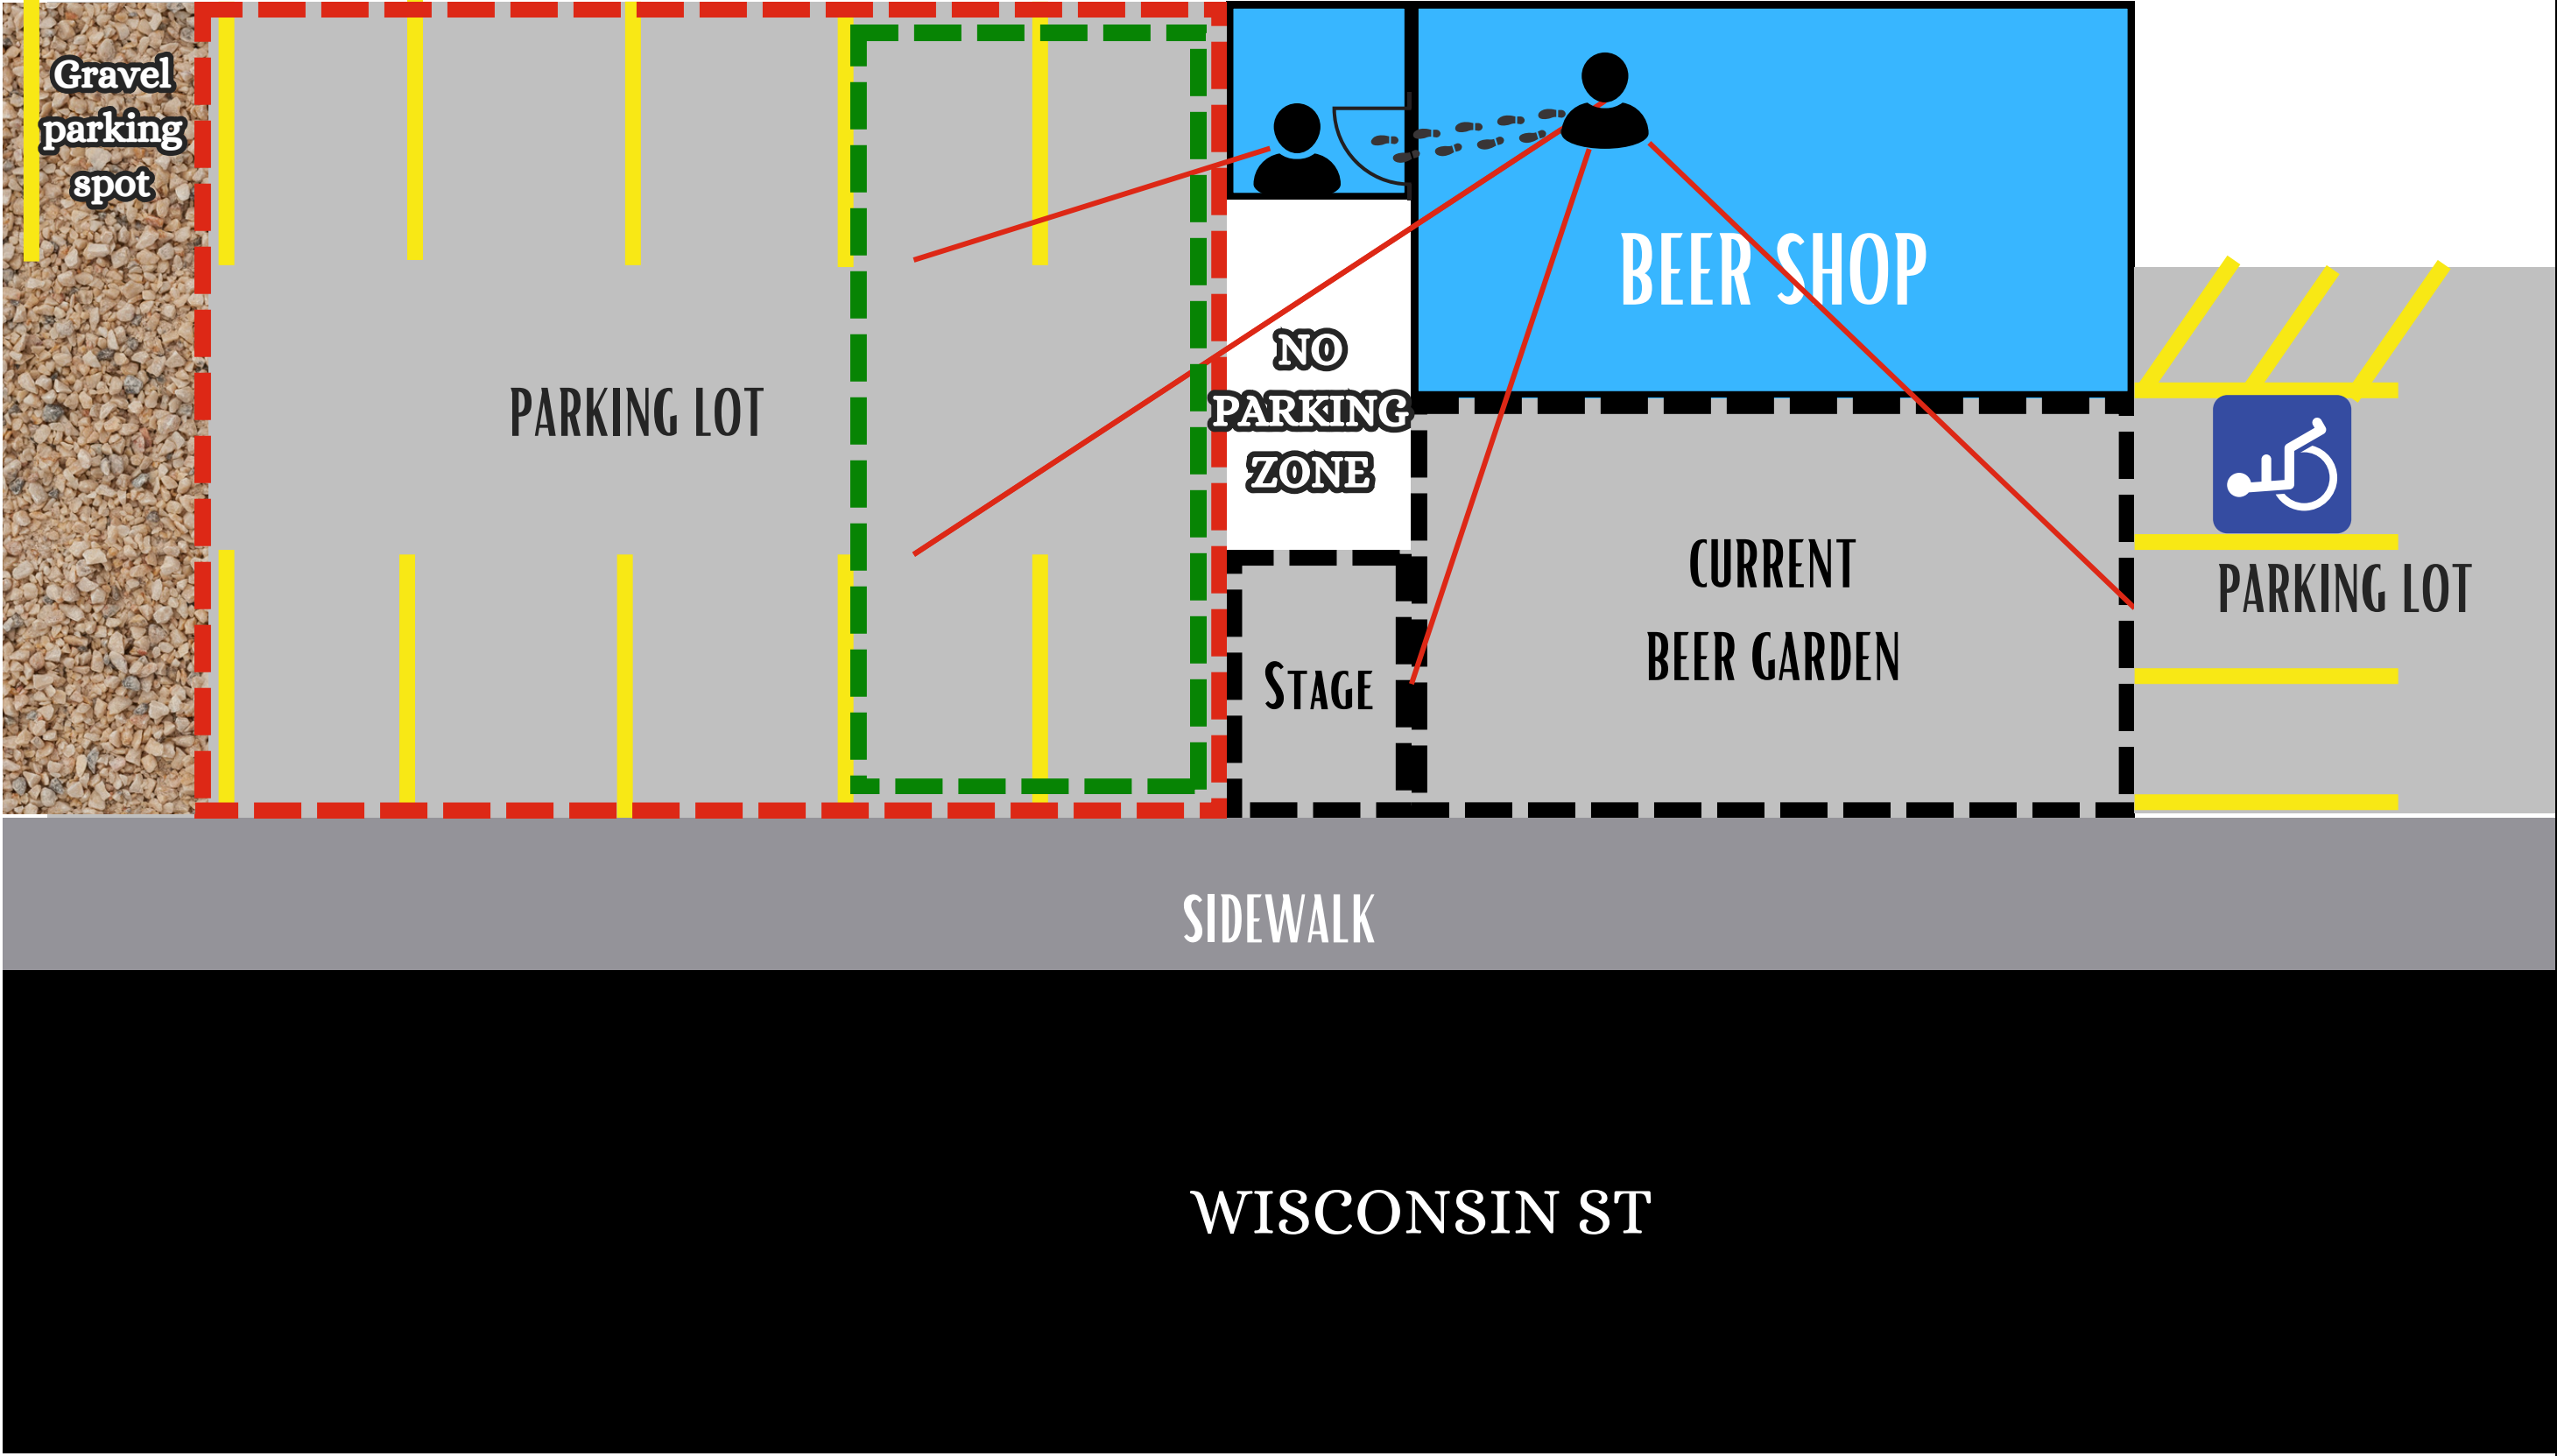 Gravel
parking
spot
PARKING LOT
NO
PARKING
ZONE
BEER SHOP
CURRENT
BEER GARDEN
STAGE
PARKING LOT
SIDEWALK
WISCONSIN ST